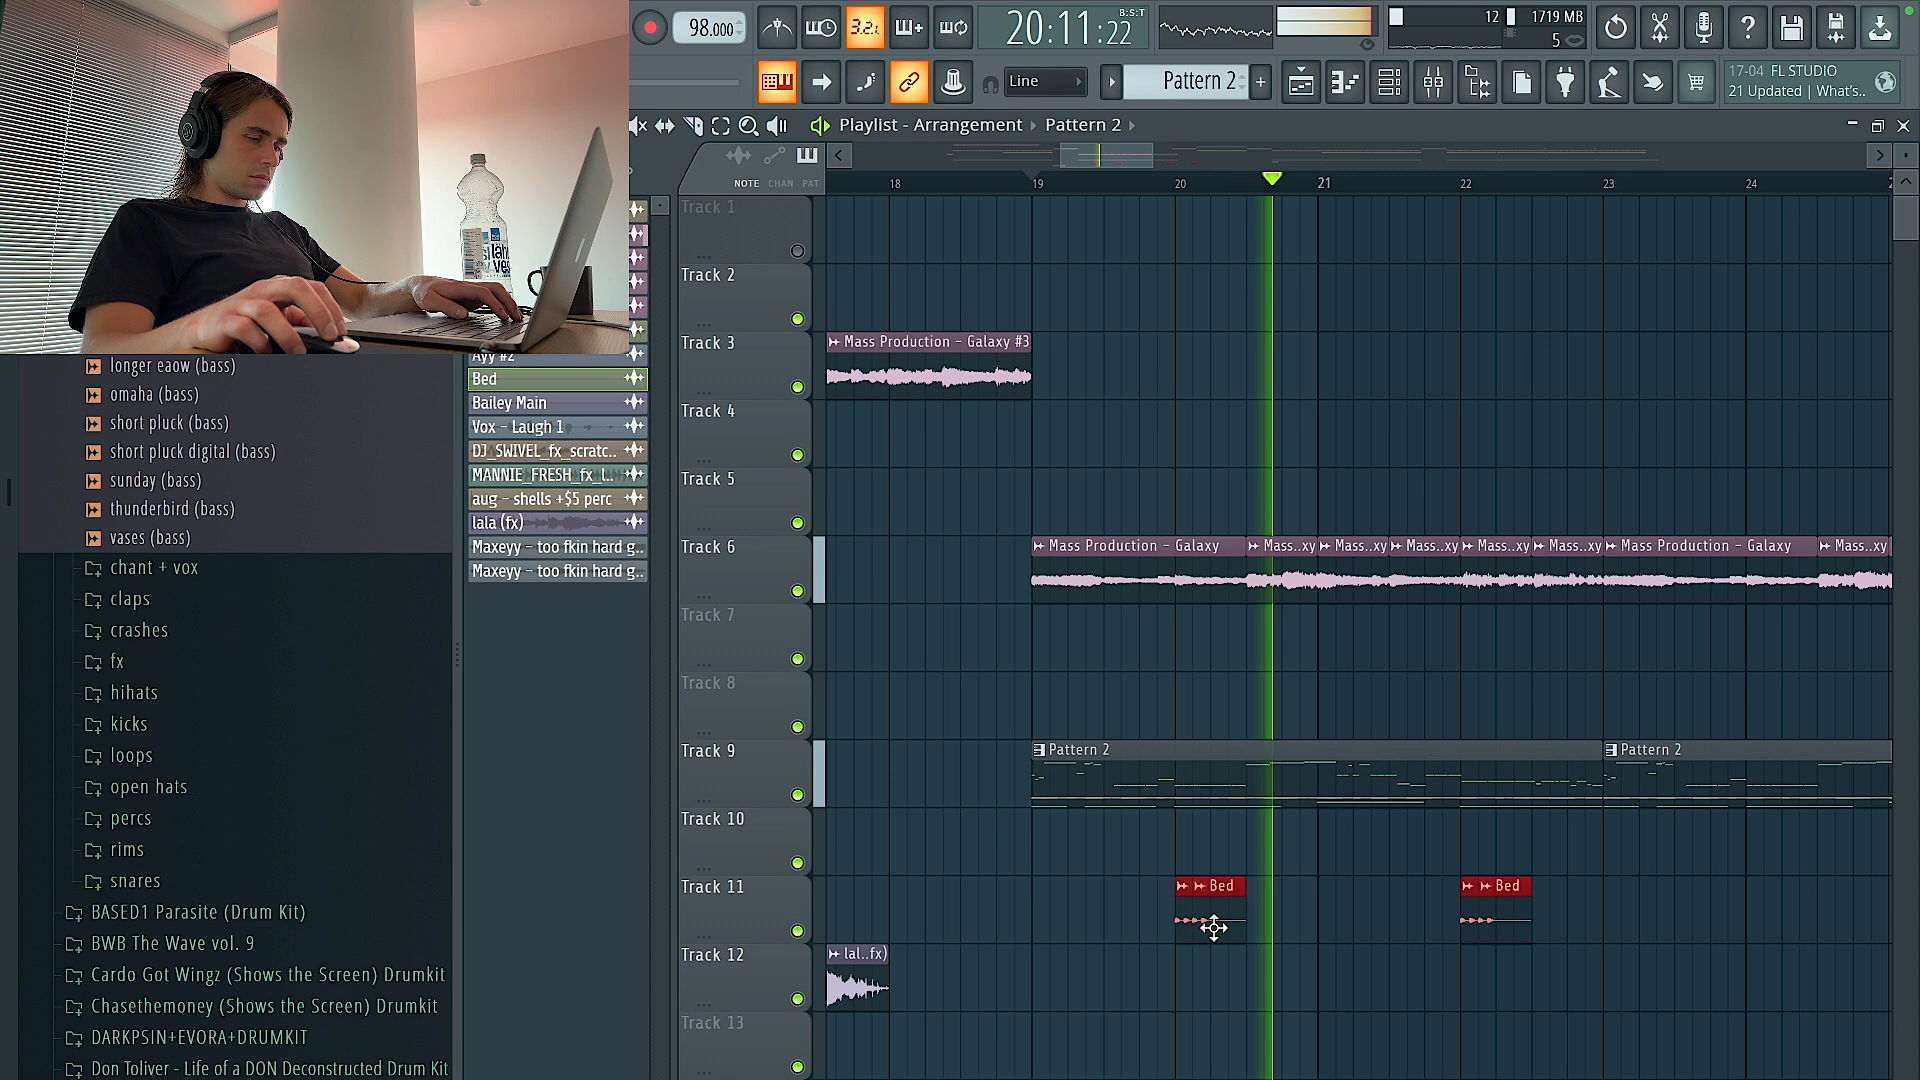 98.000
3.2.
20:11:22
B:S:T
12
1719 MB
5
Line
Pattern 2
+
17-04 FL STUDIO
21 Updated | What's..
Playlist - Arrangement
Pattern 2
NOTE CHAN PAT
18
19
20
21
22
23
24
Track 1
Track 2
Track 3
Mass Production - Galaxy #3
Track 4
Track 5
Track 6
Mass Production - Galaxy
Mass..xy
Mass..xy
Mass..xy
Mass..xy
Mass..xy
Mass Production - Galaxy
Mass..xy
Track 7
Track 8
Track 9
Pattern 2
Pattern 2
Track 10
Track 11
Bed
Bed
Track 12
lal..fx)
Track 13
Ayy #2
Bed
Bailey Main
Vox - Laugh 1
DJ_SWIVEL_fx_scratc..
MANNIE_FRESH_fx_l..
aug - shells +$5 perc
lala (fx)
Maxeyy - too fkin hard g..
Maxeyy - too fkin hard g..
longer eaow (bass)
omaha (bass)
short pluck (bass)
short pluck digital (bass)
sunday (bass)
thunderbird (bass)
vases (bass)
chant + vox
claps
crashes
fx
hihats
kicks
loops
open hats
percs
rims
snares
BASED1 Parasite (Drum Kit)
BWB The Wave vol. 9
Cardo Got Wingz (Shows the Screen) Drumkit
Chasethemoney (Shows the Screen) Drumkit
DARKPSIN+EVORA+DRUMKIT
Don Toliver - Life of a DON Deconstructed Drum Kit